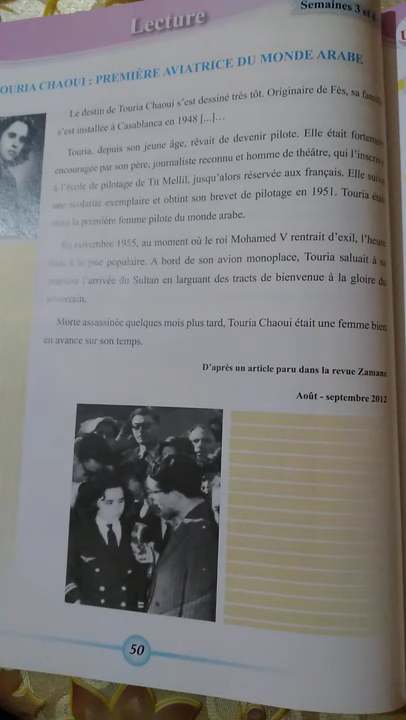 Lecture
Semaines 3 et
OURIA CHAOUI : PREMIÈRE AVIATRICE DU MONDE ARABE
Le destin de Touria Chaoui s'est dessiné très tôt. Originaire de Fès, sa famille
s'est installée à Casablanca en 1948 [...]…
Touria, depuis son jeune âge, rêvait de devenir pilote. Elle était fortement
encouragée par son père, journaliste reconnu et homme de théâtre, qui l'inscrivit
à l'école de pilotage de Tit Mellil, jusqu'alors réservée aux français. Elle suivit
une scolarité exemplaire et obtint son brevet de pilotage en 1951. Touria
la première femme pilote du monde arabe.
En novembre 1955, au moment où le roi Mohamed V rentrait d'exil, l'heure
à la joie populaire. A bord de son avion monoplace, Touria saluait à sa
l'arrivée du Sultan en larguant des tracts de bienvenue à la gloire du
souverain.
Morte assassinée quelques mois plus tard, Touria Chaoui était une femme bien
en avance sur son temps.
D'après un article paru dans la revue Zamane
Août - septembre 2012
50